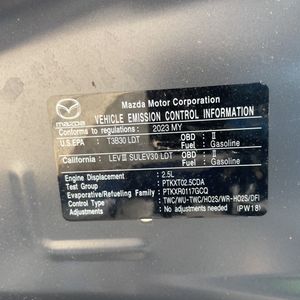 mazda
Mazda Motor Corporation
VEHICLE EMISSION CONTROL INFORMATION
Conforms to regulations : 2023 MY
U.S.EPA : T3B30 LDT OBD : II
Fuel : Gasoline
California : LEVⅢ SULEV30 LDT OBD : II
Fuel : Gasoline
Engine Displacement : 2.5L
Test Group : PTKXT02.5CDA
Evaporative/Refueling Family : PTKXR0117GCQ
Control Type : TWC/WU-TWC/HO2S/WR-HO2S/DFI
Adjustments : No adjustments needed. (PW18)